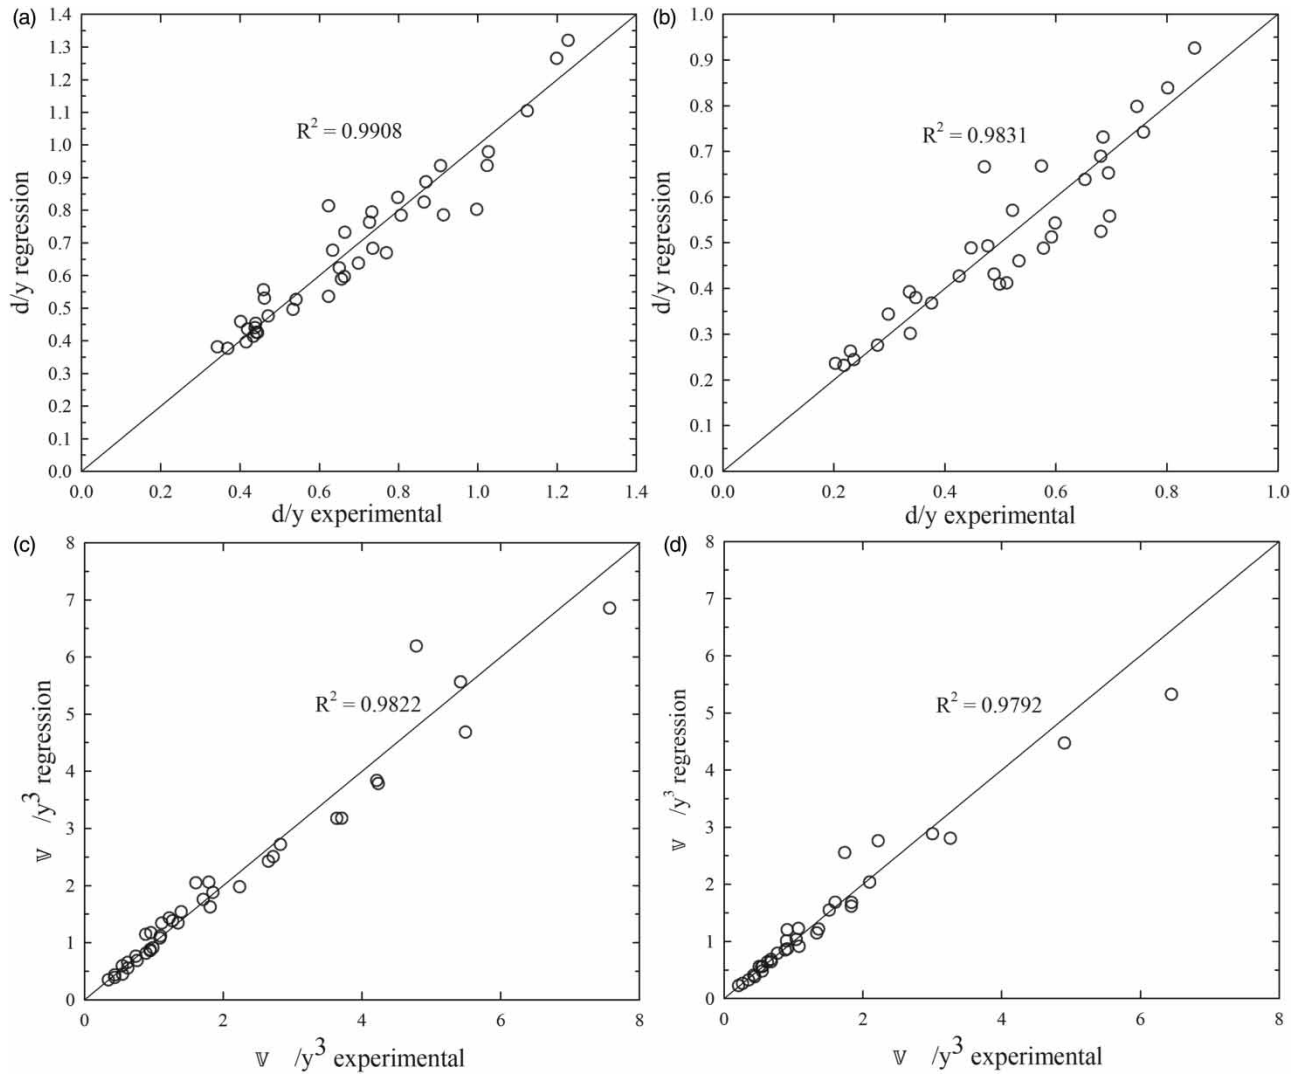 (a)
1.4
1.3
1.2
1.1
1.0
0.9
0.8
0.7
0.6
0.5
0.4
0.3
0.2
0.1
0.0
d/y regression
R² = 0.9908
0.0 0.2 0.4 0.6 0.8 1.0 1.2 1.4
d/y experimental
(b)
1.0
0.9
0.8
0.7
0.6
0.5
0.4
0.3
0.2
0.1
0.0
d/y regression
R² = 0.9831
0.0 0.2 0.4 0.6 0.8 1.0
d/y experimental
(c)
8
7
6
5
4
3
2
1
0
𝕍 /y³ regression
R² = 0.9822
0 2 4 6 8
𝕍 /y³ experimental
(d)
8
7
6
5
4
3
2
1
0
𝕍 /y³ regression
R² = 0.9792
0 2 4 6 8
𝕍 /y³ experimental